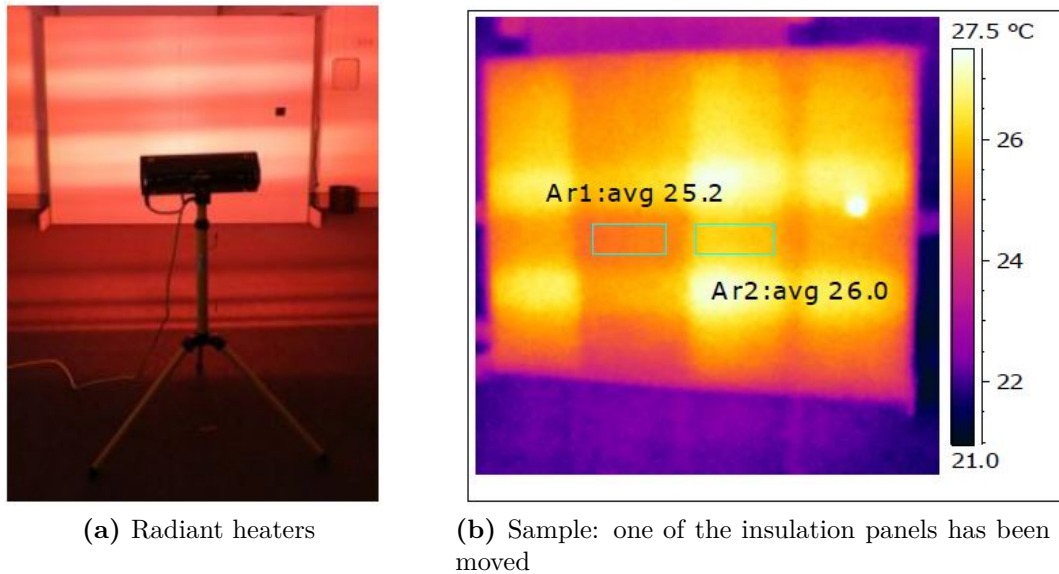 27.5 °C
Ar1:avg 25.2
Ar2:avg 26.0
26
24
22
21.0
(a) Radiant heaters
(b) Sample: one of the insulation panels has been
moved